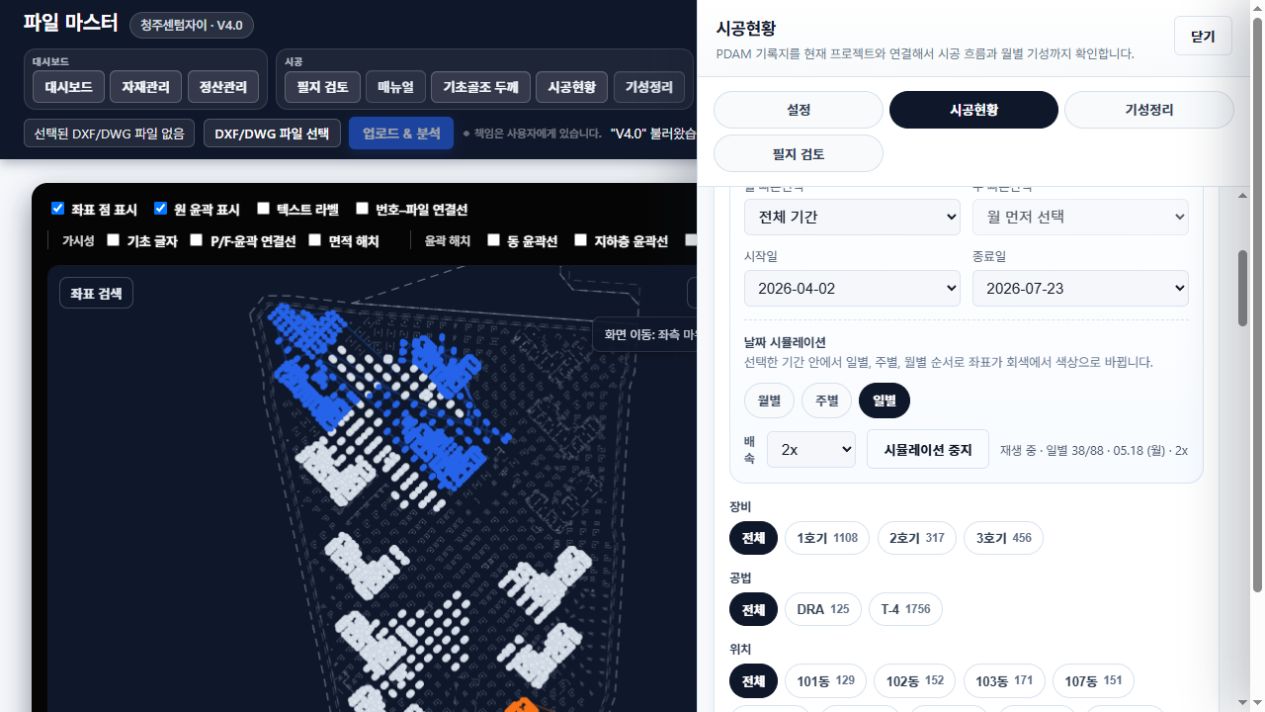 파일 마스터
청주센텀자이 · V4.0
대시보드
대시보드
자재관리
정산관리
시공
필지 검토
매뉴얼
기초골조 두께
시공현황
기성정리
선택된 DXF/DWG 파일 없음
DXF/DWG 파일 선택
업로드 & 분석
책임은 사용자에게 있습니다.
"V4.0" 불러왔습
좌표 점 표시
원 윤곽 표시
텍스트 라벨
번호–파일 연결선
가시성
기초 글자
P/F-윤곽 연결선
면적 해치
윤곽 해치
동 윤곽선
지하층 윤곽선
좌표 검색
화면 이동: 좌측 마
시공현황
PDAM 기록지를 현재 프로젝트와 연결해서 시공 흐름과 월별 기성까지 확인합니다.
닫기
설정
시공현황
기성정리
필지 검토
전체 기간
월 먼저 선택
시작일
종료일
2026-04-02
2026-07-23
날짜 시뮬레이션
선택한 기간 안에서 일별, 주별, 월별 순서로 좌표가 회색에서 색상으로 바뀝니다.
월별
주별
일별
배속
2x
시뮬레이션 중지
재생 중 · 일별 38/88 · 05.18 (월) · 2x
장비
전체
1호기 1108
2호기 317
3호기 456
공법
전체
DRA 125
T-4 1756
위치
전체
101동 129
102동 152
103동 171
107동 151